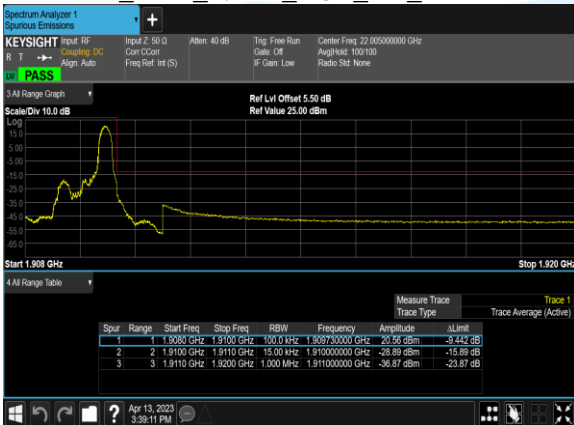 Spectrum Analyzer 1
Spurious Emissions
+
KEYSIGHT Input: RF Input Z: 50 Ω Atten: 40 dB Trig: Free Run Center Freq: 22.005000000 GHz
R T Coupling: DC Corr CCorr Gate: Off Avg|Hold: 100/100
Align: Auto Freq Ref: Int (S) IF Gain: Low Radio Std: None
PASS
3 All Range Graph
Ref Lvl Offset 5.50 dB
Scale/Div 10.0 dB Ref Value 25.00 dBm
Log
15.0
5.00
-5.00
-15.0
-25.0
-35.0
-45.0
-55.0
-65.0
Start 1.908 GHz Stop 1.920 GHz
4 All Range Table
Measure Trace Trace 1
Trace Type Trace Average (Active)
Spur Range Start Freq Stop Freq RBW Frequency Amplitude ΔLimit
1 1 1.9080 GHz 1.9100 GHz 100.0 kHz 1.909730000 GHz 20.56 dBm -9.442 dB
2 2 1.9100 GHz 1.9110 GHz 15.00 kHz 1.910000000 GHz -28.89 dBm -15.89 dB
3 3 1.9110 GHz 1.9200 GHz 1.000 MHz 1.911000000 GHz -36.87 dBm -23.87 dB
? Apr 13, 2023
3:39:11 PM